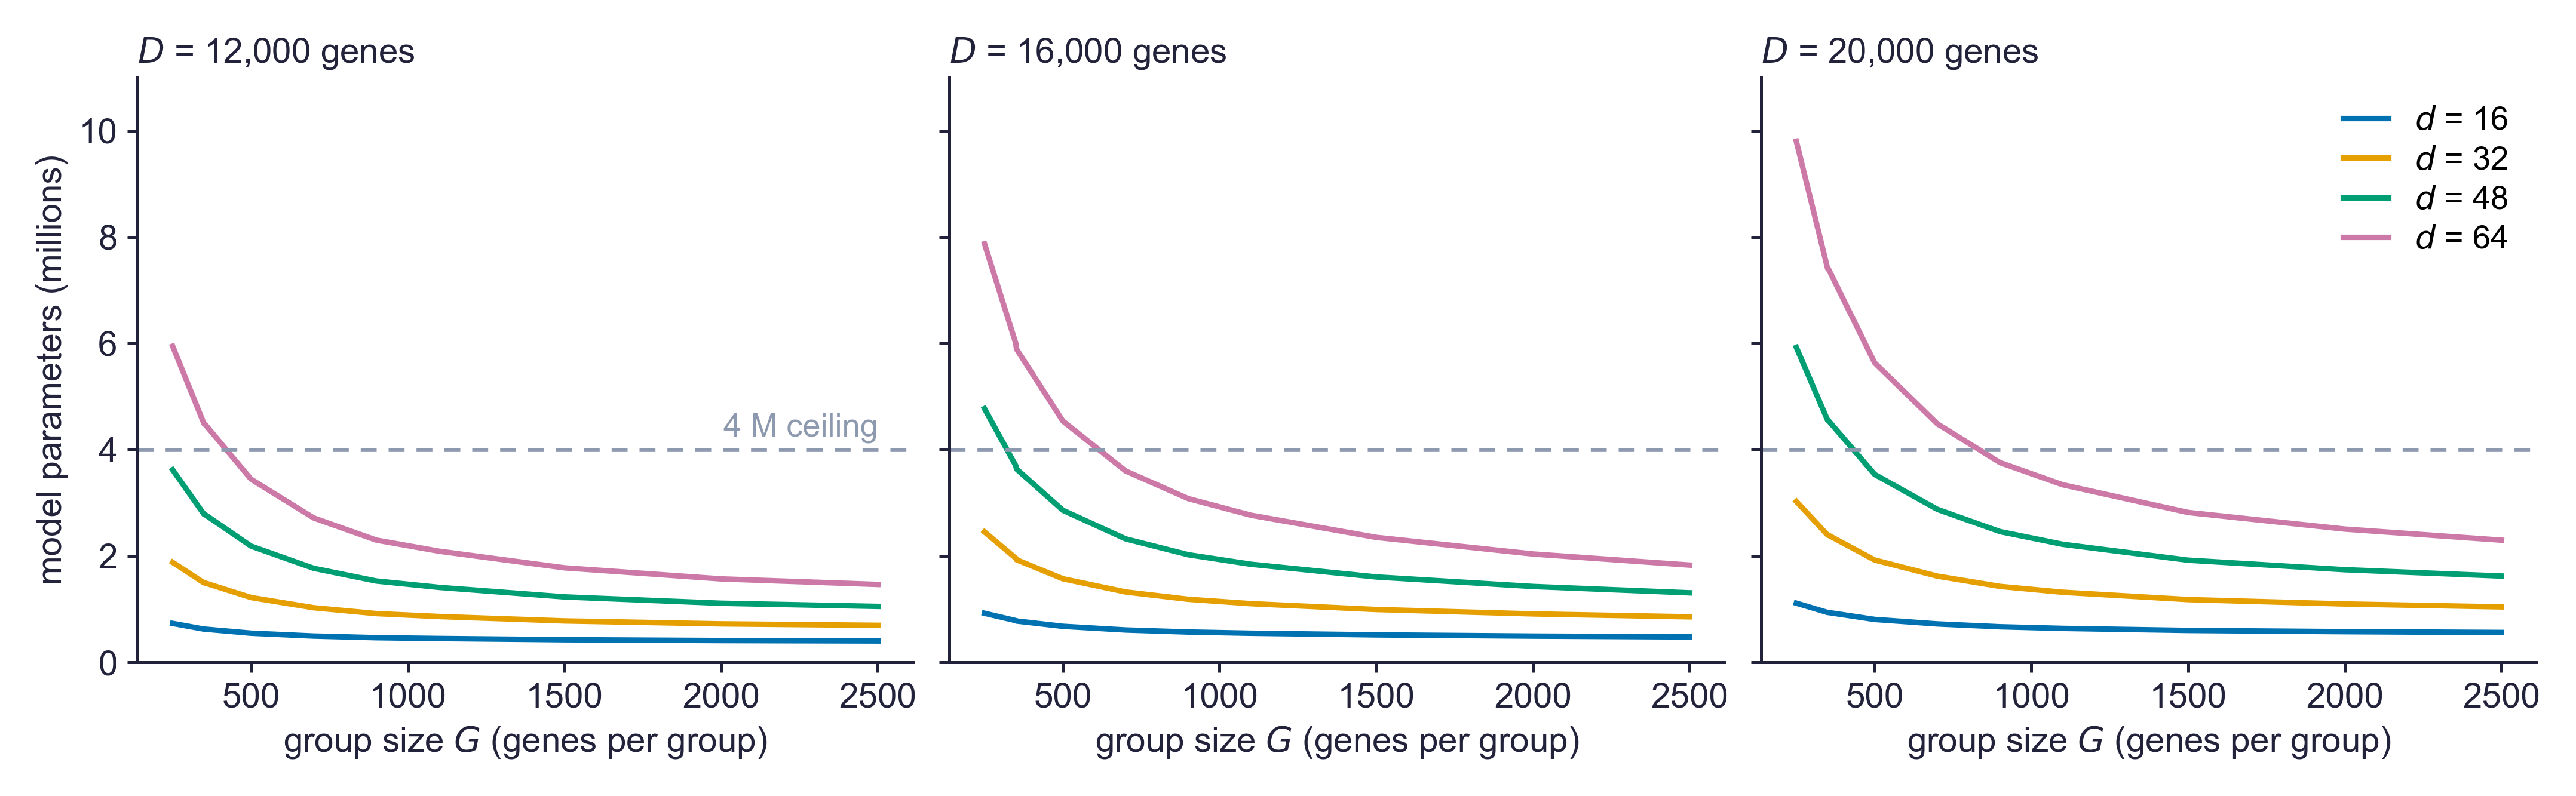 D = 12,000 genes
D = 16,000 genes
D = 20,000 genes
model parameters (millions)
10
8
6
4
2
0
4 M ceiling
d = 16
d = 32
d = 48
d = 64
500 1000 1500 2000 2500
500 1000 1500 2000 2500
500 1000 1500 2000 2500
group size G (genes per group)
group size G (genes per group)
group size G (genes per group)